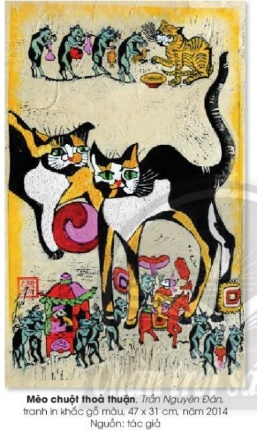 Mèo chuột thoả thuận, Trần Nguyên Đán,
tranh in khắc gỗ màu, 47 x 31 cm, năm 2014
Nguồn: tác giả